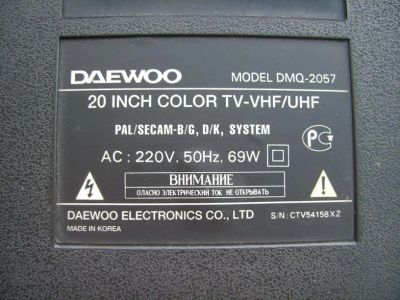 DAEWOO MODEL DMQ-2057
20 INCH COLOR TV-VHF/UHF
PAL/SECAM-B/G, D/K, SYSTEM
AC : 220V, 50Hz, 69W
ВНИМАНИЕ
ОПАСНО ЭЛЕКТРИЧЕСКИЙ ТОК НЕ ОТКРЫВАТЬ
DAEWOO ELECTRONICS CO., LTD S/N: CTV54158XZ
MADE IN KOREA